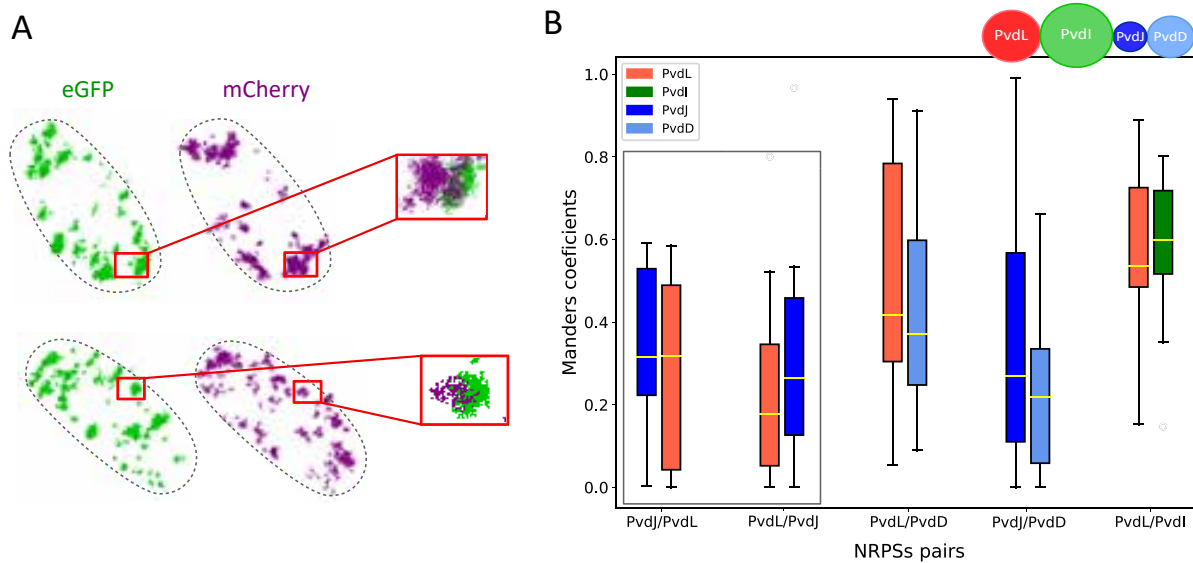 A
eGFP
mCherry
B
PvdL
PvdI
PvdJ
PvdD
PvdL
PvdI
PvdJ
PvdD
Manders coefficients
1.0
0.8
0.6
0.4
0.2
0.0
PvdJ/PvdL
PvdL/PvdJ
PvdL/PvdD
PvdJ/PvdD
PvdL/PvdI
NRPSs pairs